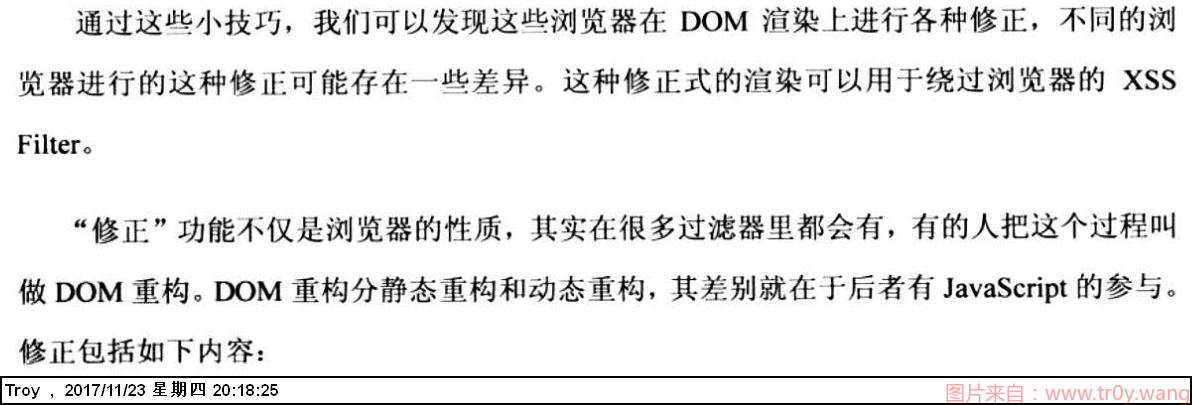 通过这些小技巧，我们可以发现这些浏览器在 DOM 渲染上进行各种修正，不同的浏
览器进行的这种修正可能存在一些差异。这种修正式的渲染可以用于绕过浏览器的 XSS
Filter。
“修正”功能不仅是浏览器的性质，其实在很多过滤器里都会有，有的人把这个过程叫
做 DOM 重构。DOM 重构分静态重构和动态重构，其差别就在于后者有 JavaScript 的参与。
修正包括如下内容：
Troy , 2017/11/23 星期四 20:18:25
图片来自：www.tr0y.wang